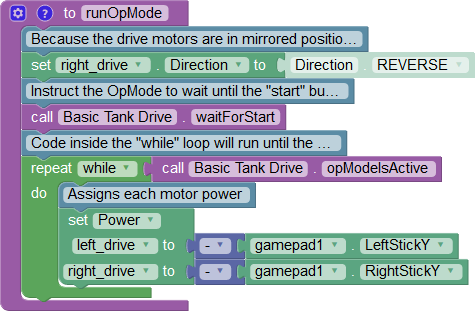 to runOpMode
Because the drive motors are in mirrored positio…
set right_drive . Direction to Direction . REVERSE
Instruct the OpMode to wait until the "start" bu…
call Basic Tank Drive . waitForStart
Code inside the "while" loop will run until the …
repeat while call Basic Tank Drive . opModeIsActive
do Assigns each motor power
set Power
left_drive to - gamepad1 . LeftStickY
right_drive to - gamepad1 . RightStickY